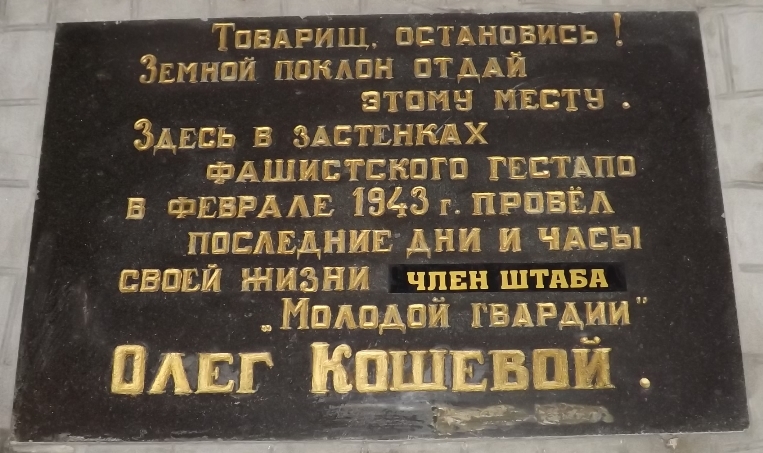 Товарищ, остановись!
Земной поклон отдай
этому месту.
Здесь в застенках
фашистского гестапо
в феврале 1943 г. провёл
последние дни и часы
своей жизни член штаба
„Молодой гвардии"
Олег Кошевой.